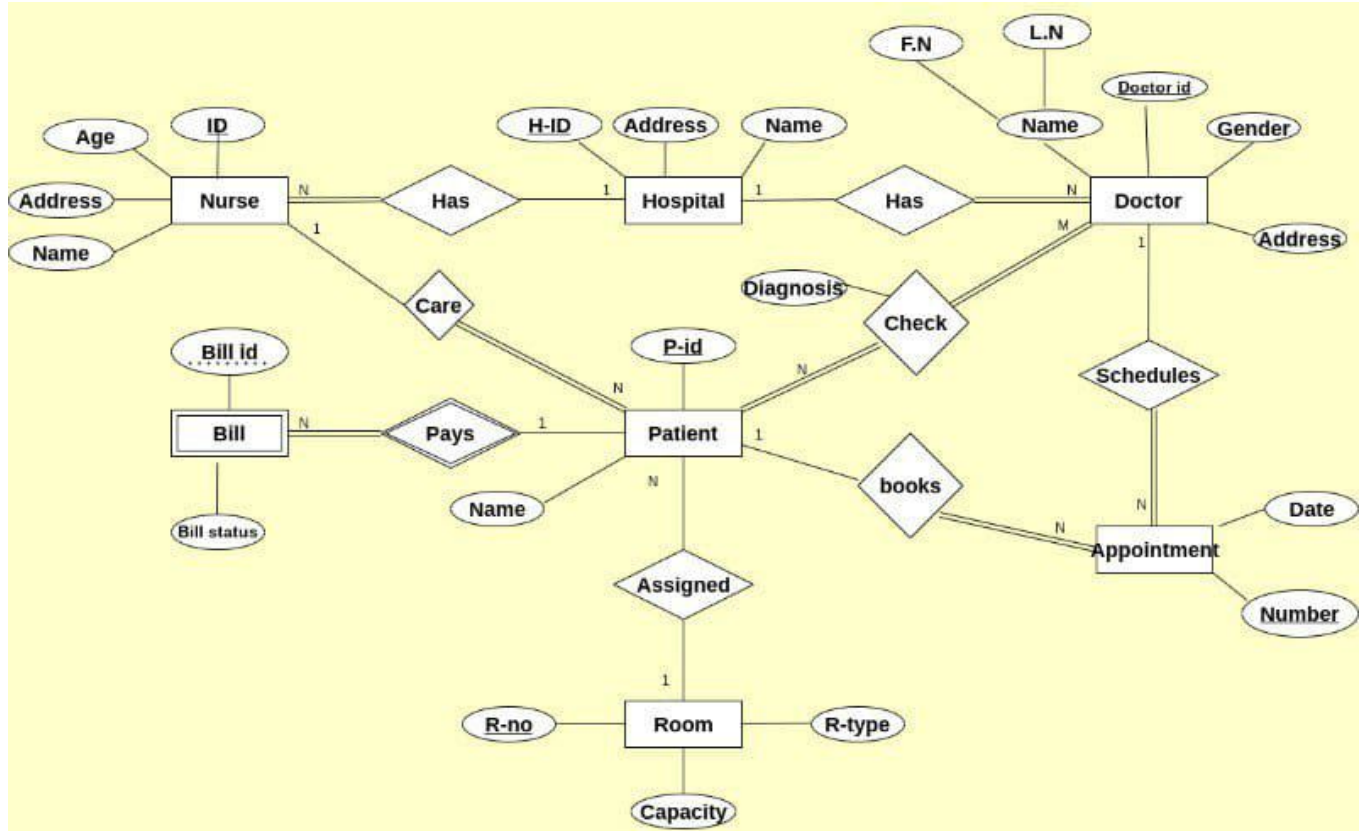 L.N
F.N
Doctor id
ID
H-ID
Address
Name
Name
Age
Gender
N
1
1
N
Address
Nurse
Has
Hospital
Has
Doctor
1
M
1
Name
Address
Diagnosis
Care
Check
P-id
Bill id
N
Schedules
N
N
1
1
Bill
Pays
Patient
N
books
Name
N
N
Date
Bill status
Appointment
Assigned
Number
1
R-no
Room
R-type
Capacity